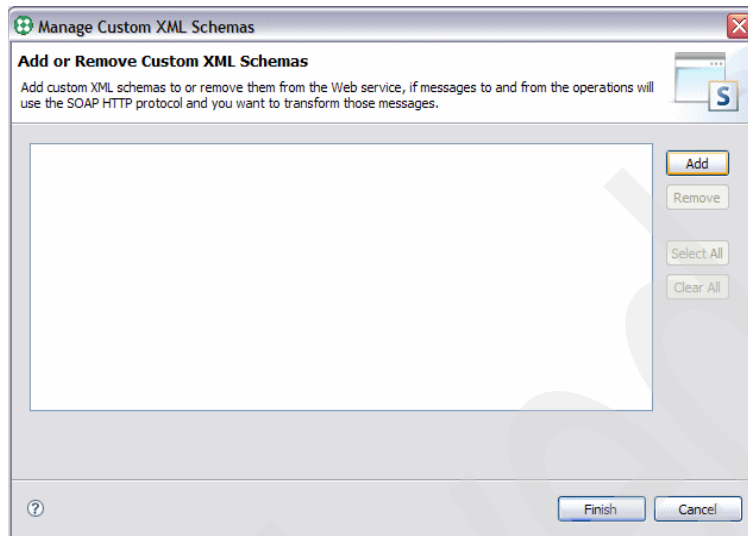 Manage Custom XML Schemas
Add or Remove Custom XML Schemas
Add custom XML schemas to or remove them from the Web service, if messages to and from the operations will
use the SOAP HTTP protocol and you want to transform those messages.
S
Add
Remove
Select All
Clear All
?
Finish
Cancel